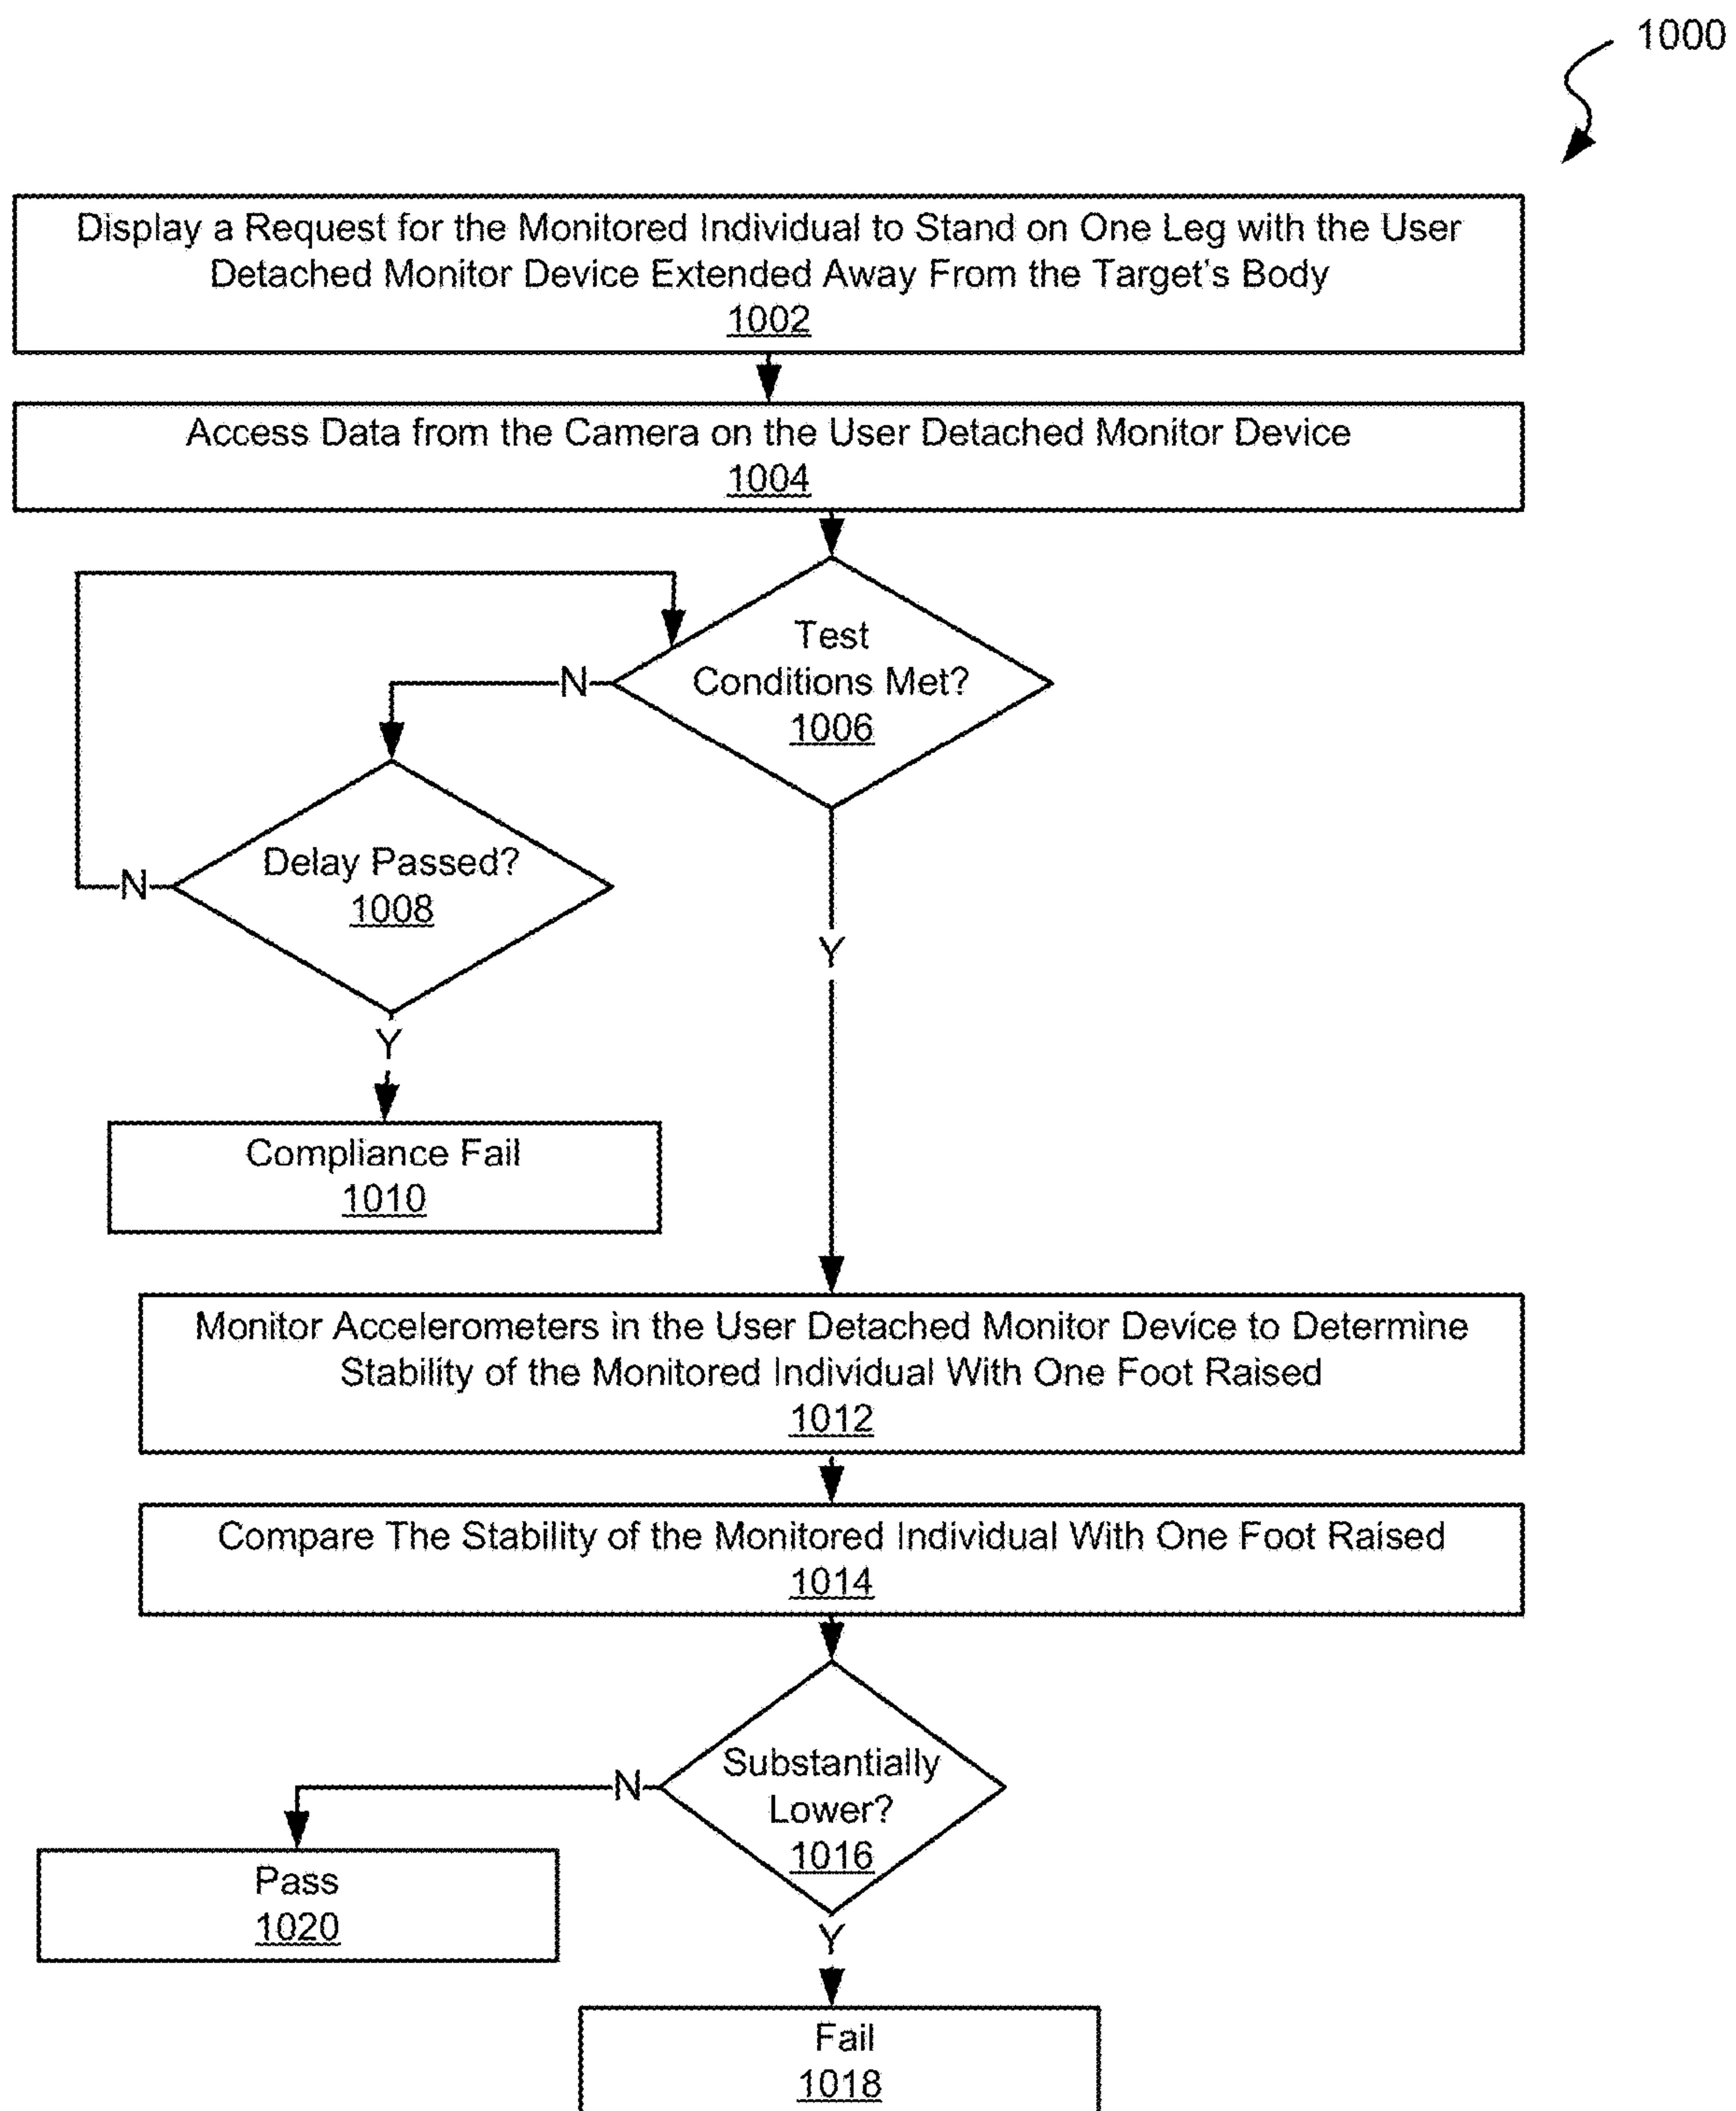 1000
Display a Request for the Monitored Individual to Stand on One Leg with the User
Detached Monitor Device Extended Away From the Target's Body
1002
Access Data from the Camera on the User Detached Monitor Device
1004
Test
Conditions Met?
1006
N
Delay Passed?
1008
N
Y
Y
Compliance Fail
1010
Monitor Accelerometers in the User Detached Monitor Device to Determine
Stability of the Monitored Individual With One Foot Raised
1012
Compare The Stability of the Monitored Individual With One Foot Raised
1014
Substantially
Lower?
1016
N
Pass
1020
Y
Fail
1018